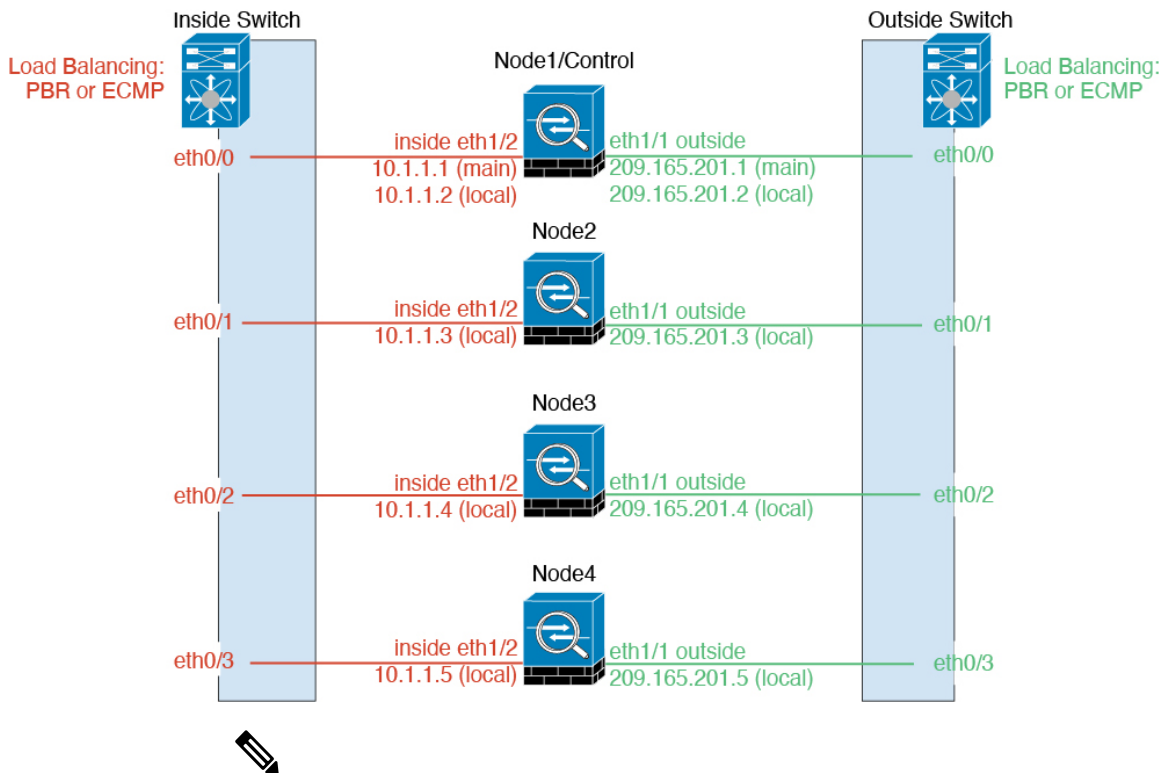 Inside Switch
Outside Switch
Load Balancing:
PBR or ECMP
Node1/Control
Load Balancing:
PBR or ECMP
eth0/0
inside eth1/2
10.1.1.1 (main)
10.1.1.2 (local)
eth1/1 outside
209.165.201.1 (main)
209.165.201.2 (local)
eth0/0
Node2
eth0/1
inside eth1/2
10.1.1.3 (local)
eth1/1 outside
209.165.201.3 (local)
eth0/1
Node3
eth0/2
inside eth1/2
10.1.1.4 (local)
eth1/1 outside
209.165.201.4 (local)
eth0/2
Node4
eth0/3
inside eth1/2
10.1.1.5 (local)
eth1/1 outside
209.165.201.5 (local)
eth0/3